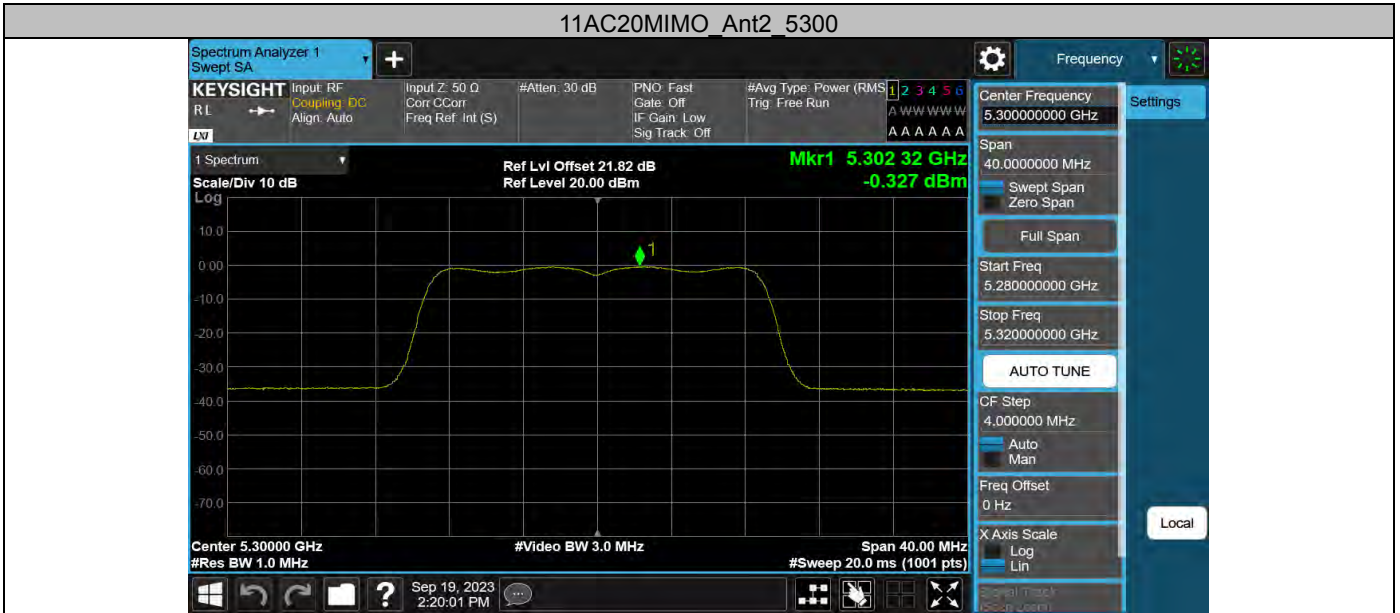 11AC20MIMO_Ant2_5300
Spectrum Analyzer 1
Swept SA
Frequency
KEYSIGHT
RL
LXI
Input: RF
Coupling: DC
Align: Auto
Input Z: 50 Ω
Corr CCorr
Freq Ref: Int (S)
#Atten: 30 dB
PNO: Fast
Gate: Off
IF Gain: Low
Sig Track: Off
#Avg Type: Power (RMS
Trig: Free Run
1 2 3 4 5 6
A W W W W W
A A A A A A
1 Spectrum
Scale/Div 10 dB
Log
Ref Lvl Offset 21.82 dB
Ref Level 20.00 dBm
Mkr1 5.302 32 GHz
-0.327 dBm
1
10.0
0.00
-10.0
-20.0
-30.0
-40.0
-50.0
-60.0
-70.0
Center 5.30000 GHz
#Res BW 1.0 MHz
#Video BW 3.0 MHz
Span 40.00 MHz
#Sweep 20.0 ms (1001 pts)
Sep 19, 2023
2:20:01 PM
Center Frequency
5.300000000 GHz
Settings
Span
40.0000000 MHz
Swept Span
Zero Span
Full Span
Start Freq
5.280000000 GHz
Stop Freq
5.320000000 GHz
AUTO TUNE
CF Step
4.000000 MHz
Auto
Man
Freq Offset
0 Hz
X Axis Scale
Log
Lin
Local
Signal Track
(Span Zoom)